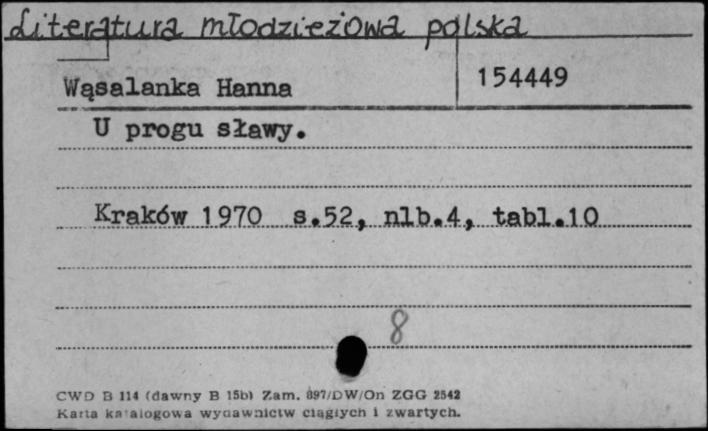 Literatura młodzieżowa polska
Wąsalanka Hanna 154449
U progu sławy.
Kraków 1970 s.52, nlb.4, tabl.10
8
CWD B 114 (dawny B 15b) Zam. 897/DW/On ZGG 2542
Karta katalogowa wydawnictw ciągłych i zwartych.